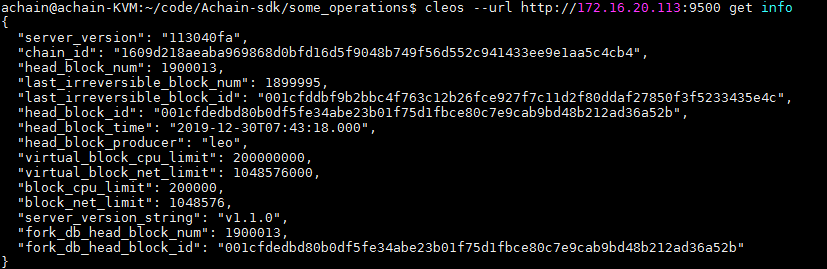 achain@achain-KVM:~/code/Achain-sdk/some_operations$ cleos --url http://172.16.20.113:9500 get info
{
  "server_version": "113040fa",
  "chain_id": "1609d218aeaba969868d0bfd16d5f9048b749f56d552c941433ee9e1aa5c4cb4",
  "head_block_num": 1900013,
  "last_irreversible_block_num": 1899995,
  "last_irreversible_block_id": "001cfddbf9b2bbc4f763c12b26fce927f7c11d2f80ddaf27850f3f5233435e4c",
  "head_block_id": "001cfdedbd80b0df5fe34abe23b01f75d1fbce80c7e9cab9bd48b212ad36a52b",
  "head_block_time": "2019-12-30T07:43:18.000",
  "head_block_producer": "leo",
  "virtual_block_cpu_limit": 200000000,
  "virtual_block_net_limit": 1048576000,
  "block_cpu_limit": 200000,
  "block_net_limit": 1048576,
  "server_version_string": "v1.1.0",
  "fork_db_head_block_num": 1900013,
  "fork_db_head_block_id": "001cfdedbd80b0df5fe34abe23b01f75d1fbce80c7e9cab9bd48b212ad36a52b"
}